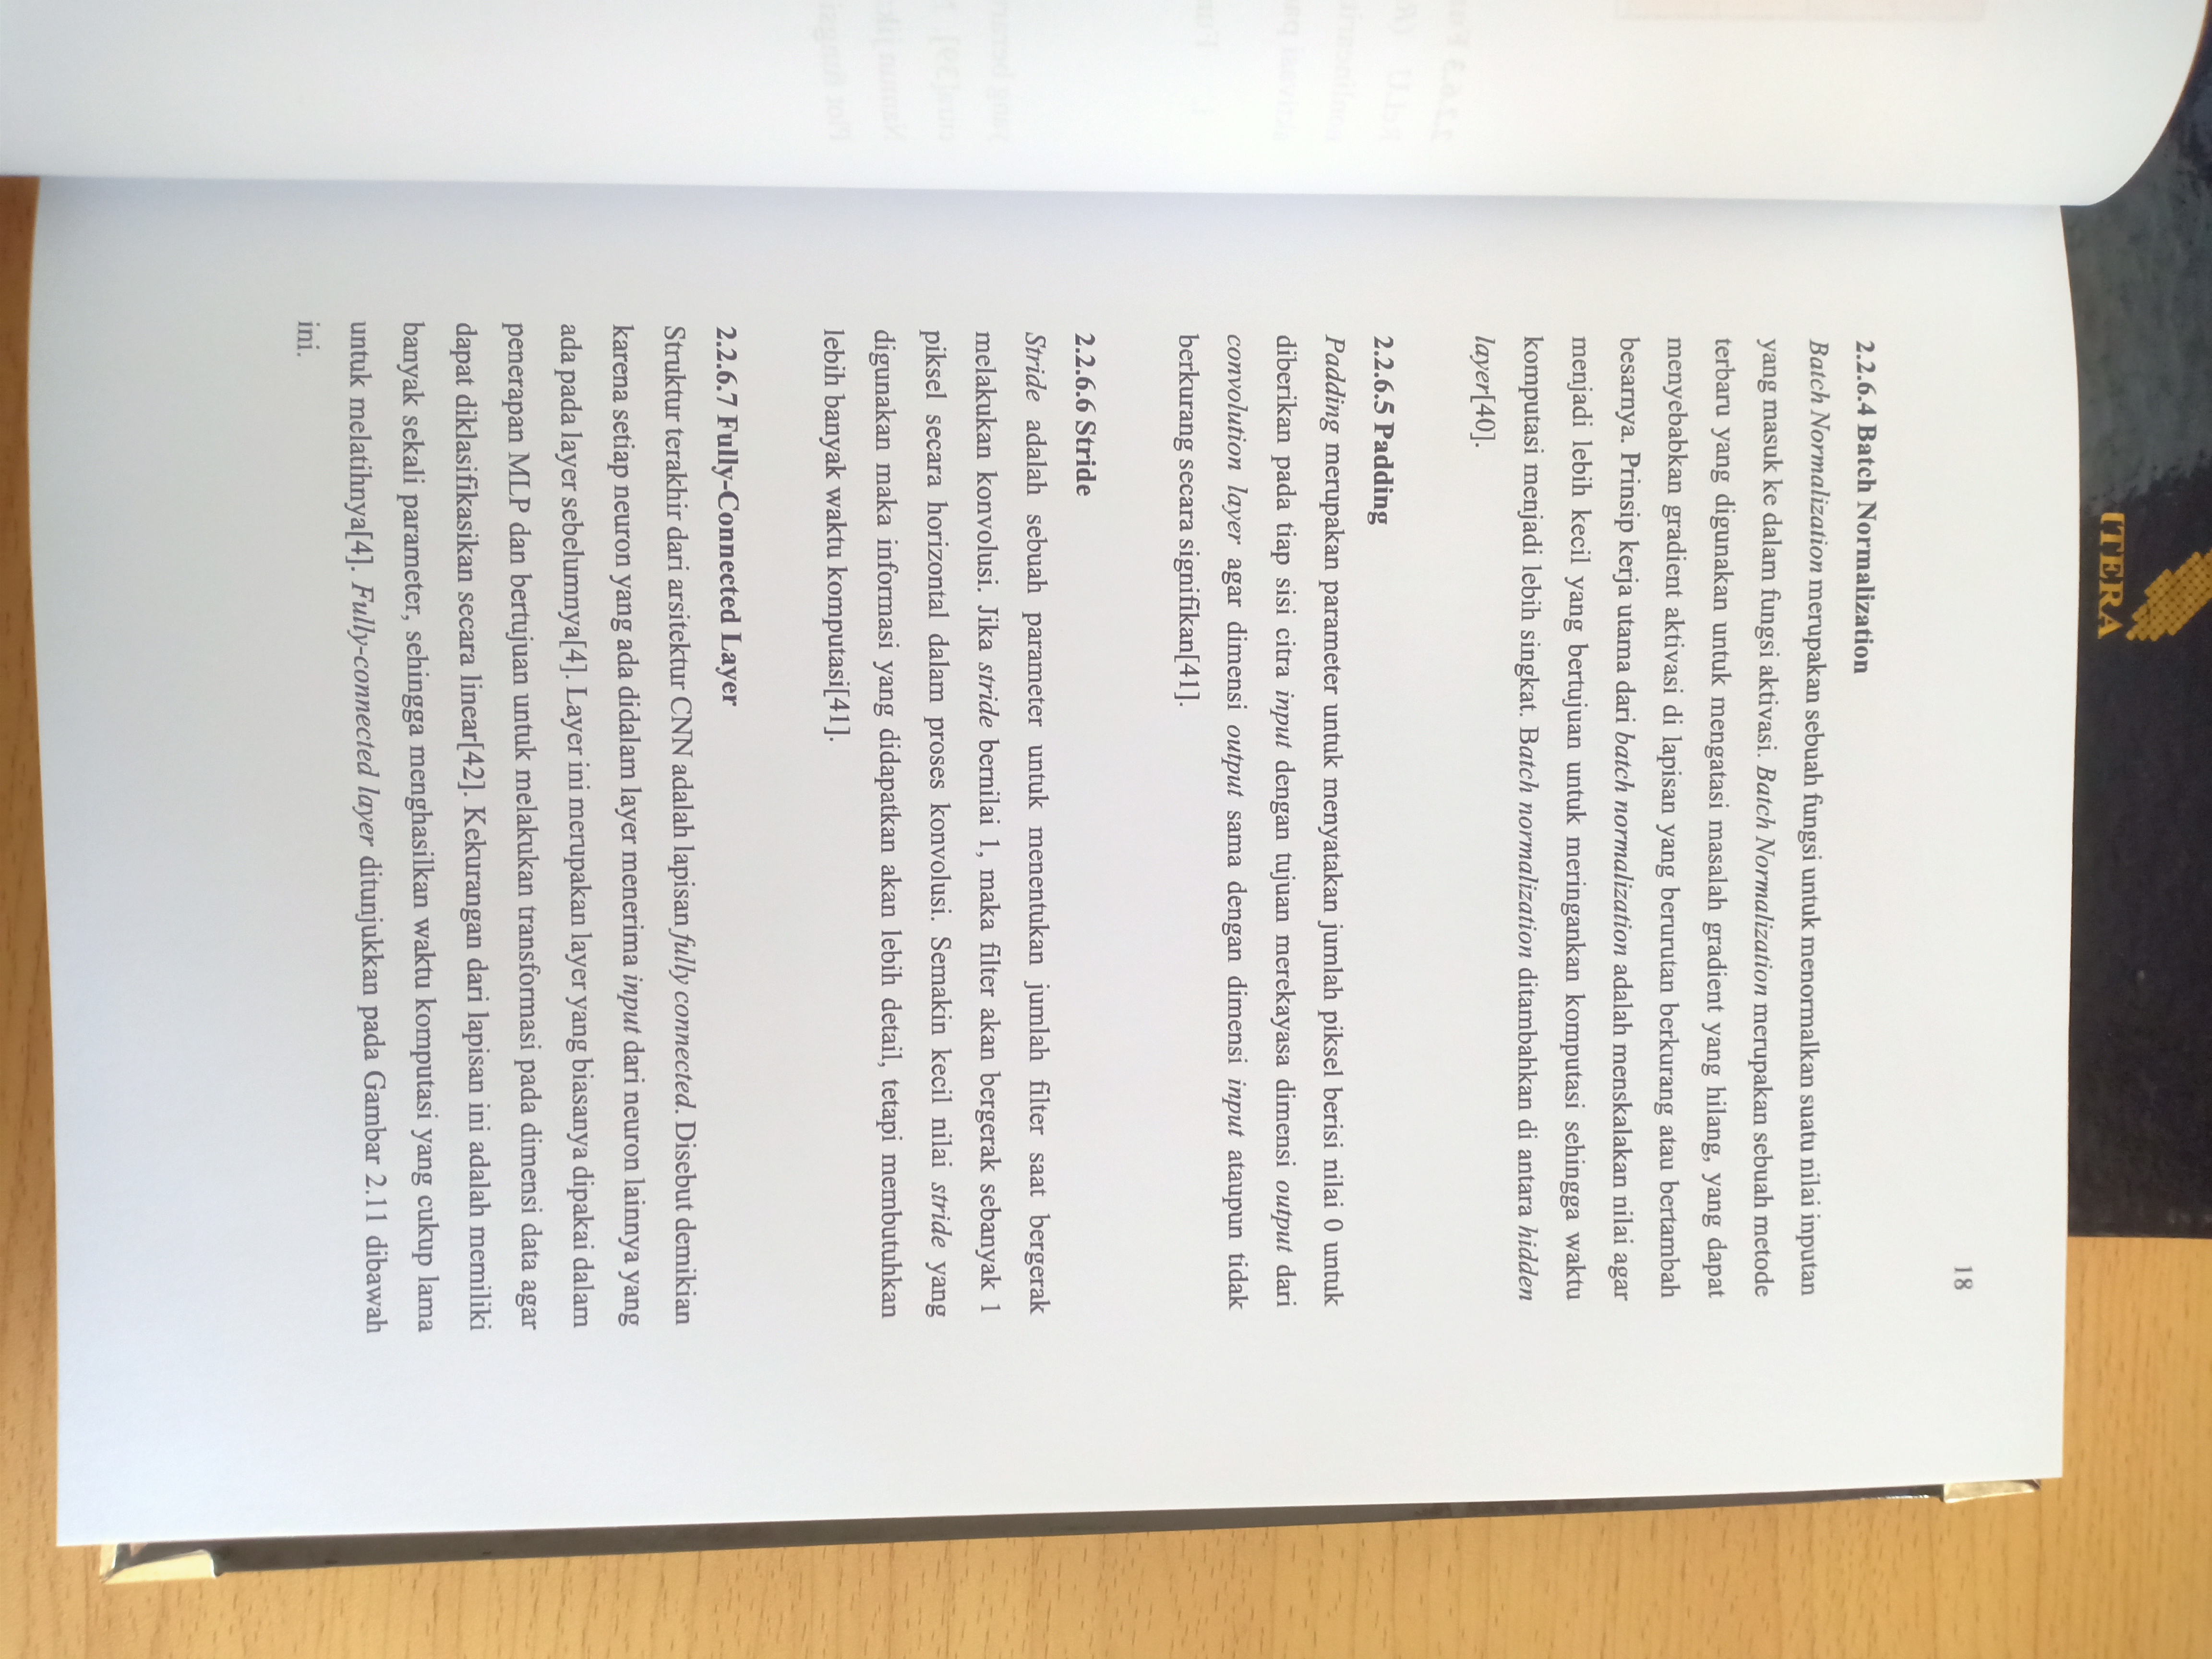 ITERA
18
2.2.6.4 Batch Normalization
Batch Normalization merupakan sebuah fungsi untuk menormalkan suatu nilai inputan
yang masuk ke dalam fungsi aktivasi. Batch Normalization merupakan sebuah metode
terbaru yang digunakan untuk mengatasi masalah gradient yang hilang, yang dapat
menyebabkan gradient aktivasi di lapisan yang berurutan berkurang atau bertambah
besarnya. Prinsip kerja utama dari batch normalization adalah menskalakan nilai agar
menjadi lebih kecil yang bertujuan untuk meringankan komputasi sehingga waktu
komputasi menjadi lebih singkat. Batch normalization ditambahkan di antara hidden
layer[40].
2.2.6.5 Padding
Padding merupakan parameter untuk menyatakan jumlah piksel berisi nilai 0 untuk
diberikan pada tiap sisi citra input dengan tujuan merekayasa dimensi output dari
convolution layer agar dimensi output sama dengan dimensi input ataupun tidak
berkurang secara signifikan[41].
2.2.6.6 Stride
Stride adalah sebuah parameter untuk menentukan jumlah filter saat bergerak
melakukan konvolusi. Jika stride bernilai 1, maka filter akan bergerak sebanyak 1
piksel secara horizontal dalam proses konvolusi. Semakin kecil nilai stride yang
digunakan maka informasi yang didapatkan akan lebih detail, tetapi membutuhkan
lebih banyak waktu komputasi[41].
2.2.6.7 Fully-Connected Layer
Struktur terakhir dari arsitektur CNN adalah lapisan fully connected. Disebut demikian
karena setiap neuron yang ada didalam layer menerima input dari neuron lainnya yang
ada pada layer sebelumnya[4]. Layer ini merupakan layer yang biasanya dipakai dalam
penerapan MLP dan bertujuan untuk melakukan transformasi pada dimensi data agar
dapat diklasifikasikan secara linear[42]. Kekurangan dari lapisan ini adalah memiliki
banyak sekali parameter, sehingga menghasilkan waktu komputasi yang cukup lama
untuk melatihnya[4]. Fully-connected layer ditunjukkan pada Gambar 2.11 dibawah
ini.